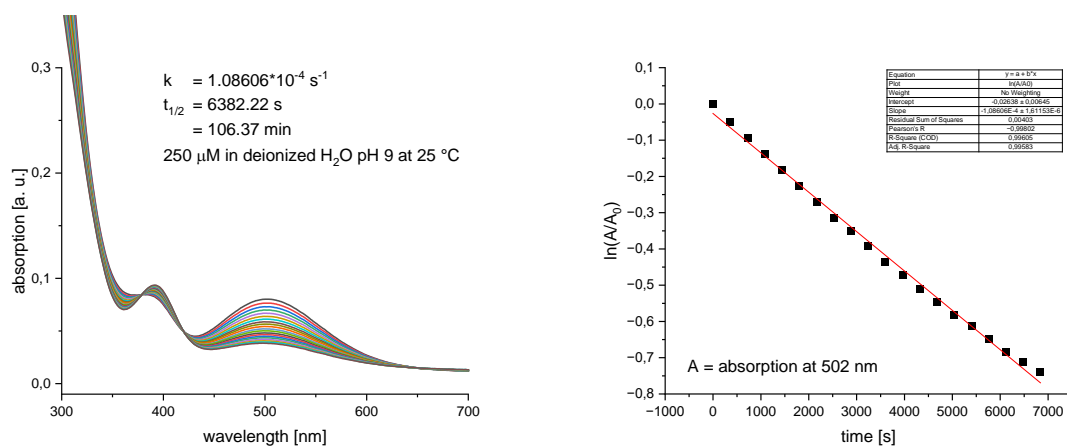 0,3
0,2
0,1
0,0
300 400 500 600 700
absorption [a. u.]
wavelength [nm]
k = 1.08606*10-4 s-1
t1/2 = 6382.22 s
= 106.37 min
250 μM in deionized H2O pH 9 at 25 °C
0,1
0,0
−0,1
−0,2
−0,3
−0,4
−0,5
−0,6
−0,7
−0,8
−1000 0 1000 2000 3000 4000 5000 6000 7000
ln(A/A0)
time [s]
A = absorption at 502 nm
Equation y = a + b*x
Plot ln(A/A0)
Weight No Weighting
Intercept -0,02638 ± 0,00645
Slope -1,08606E-4 ± 1,61153E-6
Residual Sum of Squares 0,00403
Pearson's R −0,99802
R-Square (COD) 0,99605
Adj. R-Square 0,99583